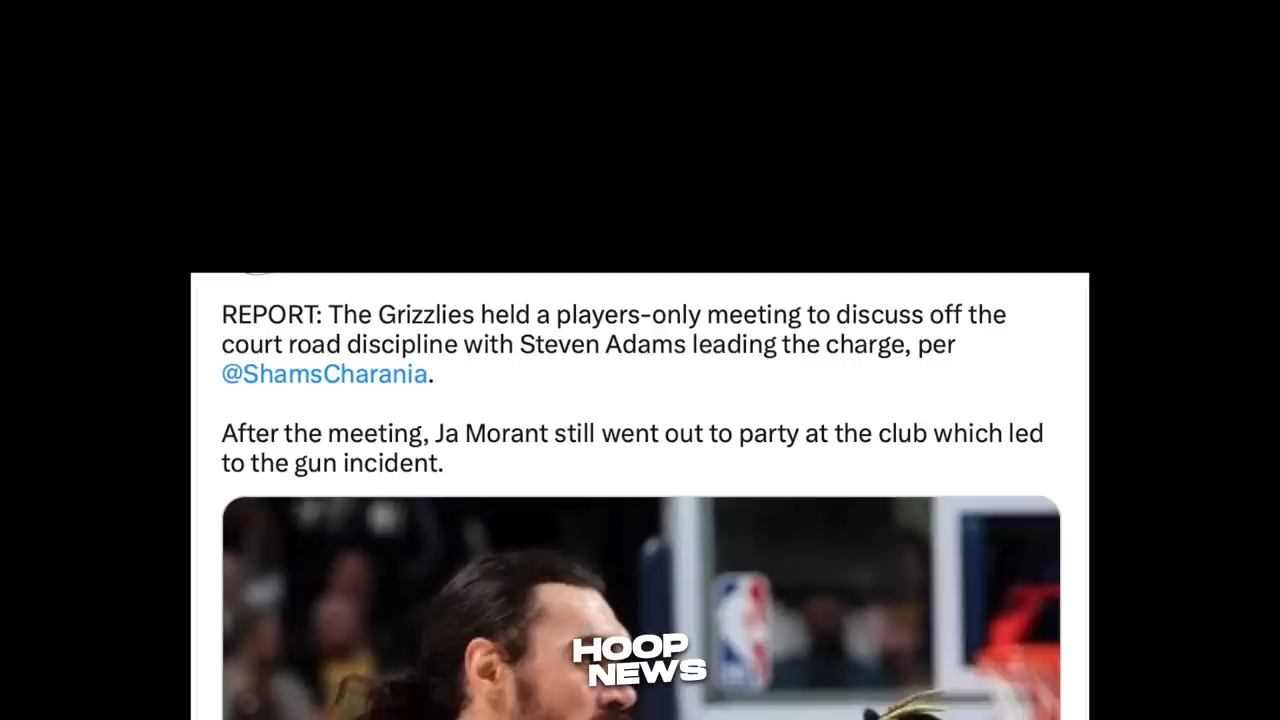 REPORT: The Grizzlies held a players-only meeting to discuss off the
court road discipline with Steven Adams leading the charge, per
@ShamsCharania.
After the meeting, Ja Morant still went out to party at the club which led
to the gun incident.
HOOP
NEWS